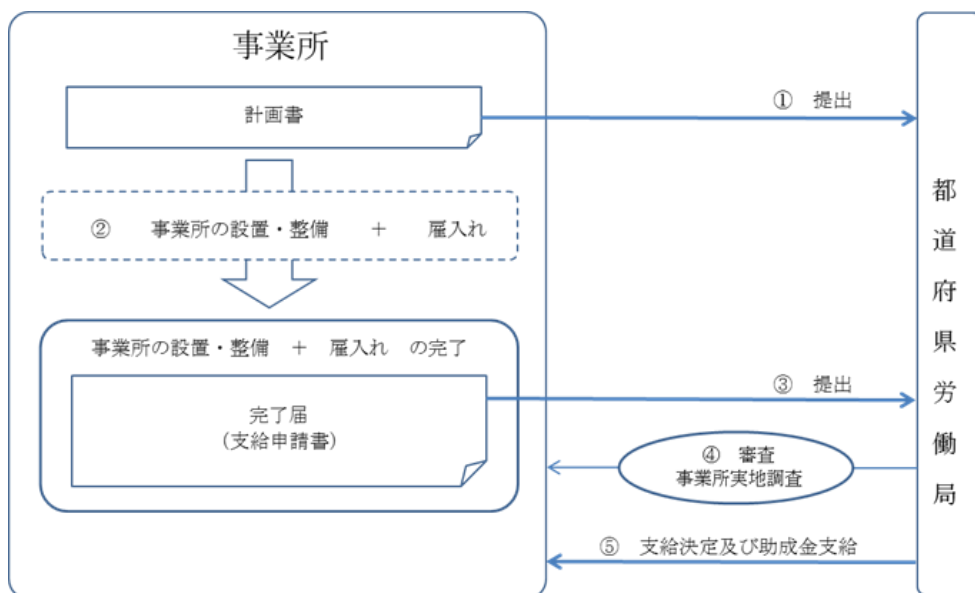 事業所
計画書
① 提出
② 事業所の設置・整備 + 雇入れ
事業所の設置・整備 + 雇入れ の完了
完了届
(支給申請書)
③ 提出
④ 審査
事業所実地調査
⑤ 支給決定及び助成金支給
都道府県労働局